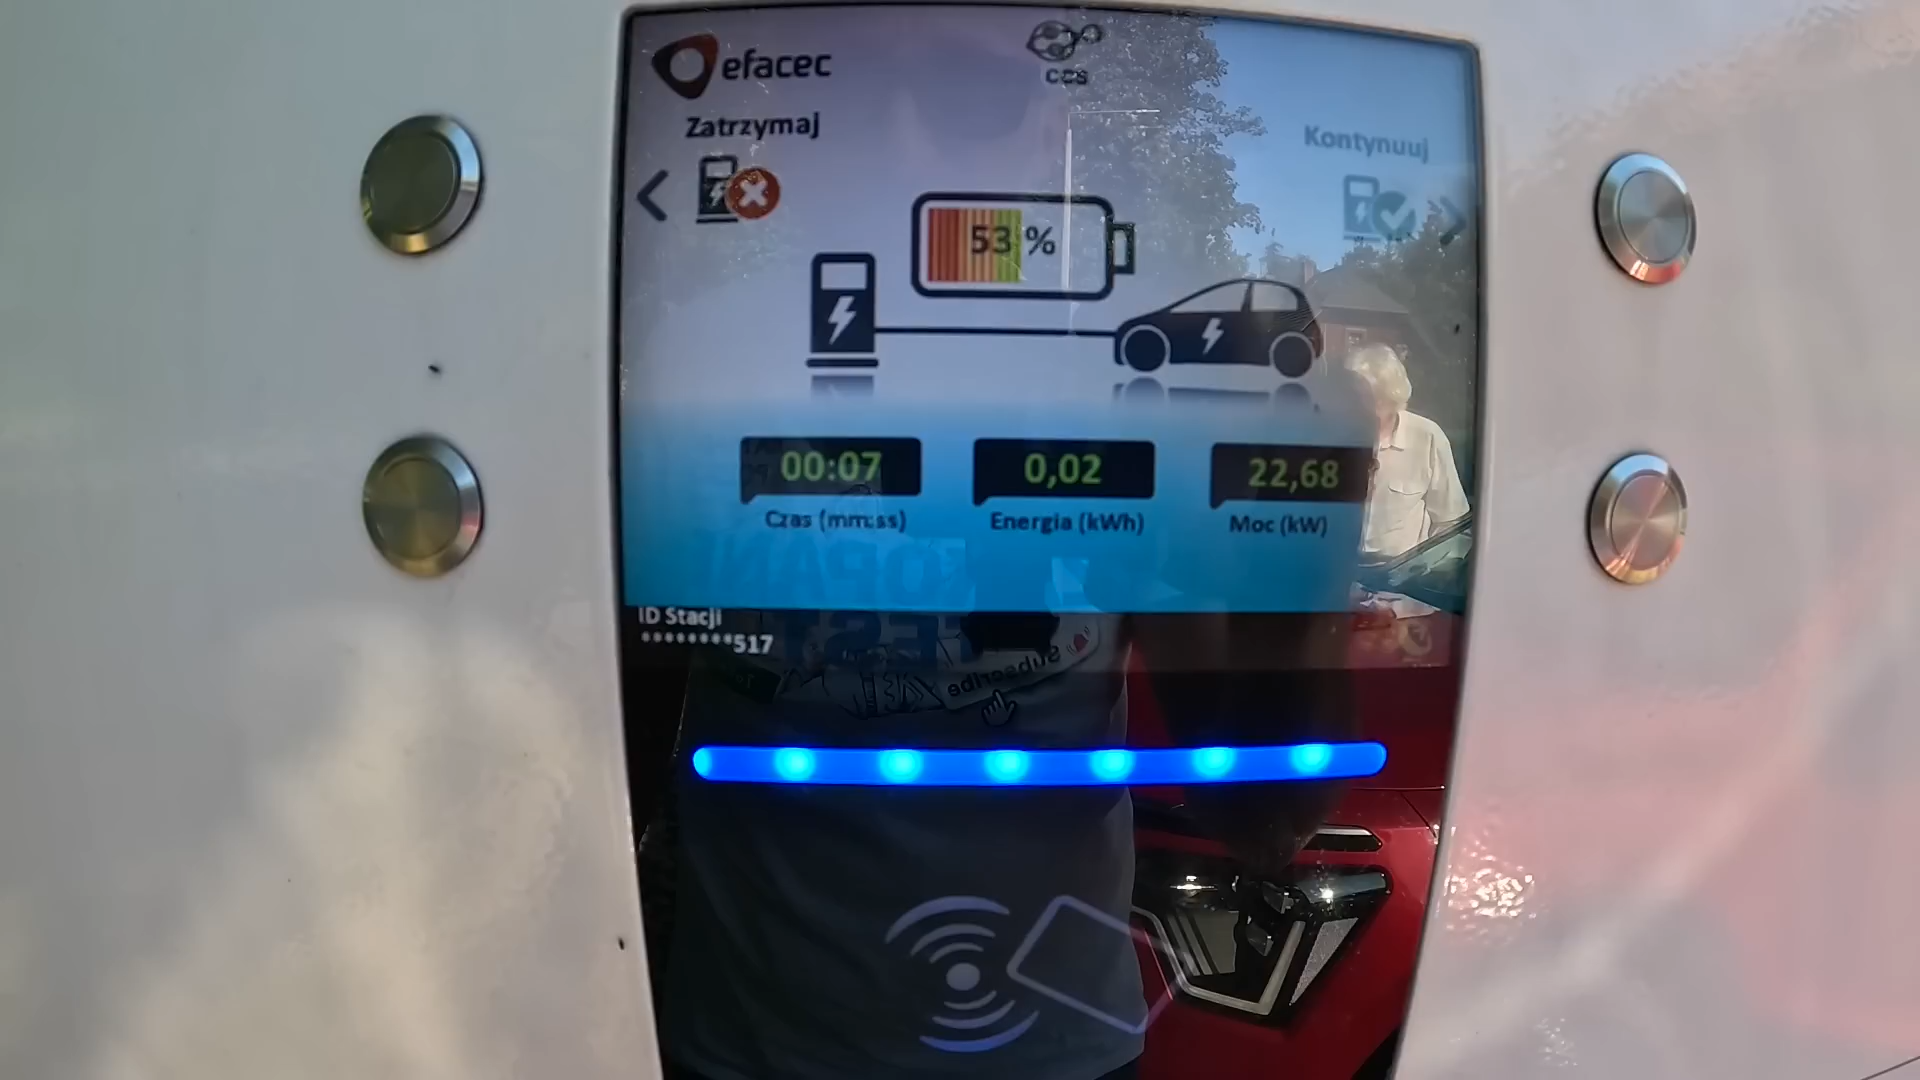 efacec
CCS
Zatrzymaj
Kontynuuj
53 %
00:07
0,02
22,68
Czas (mm:ss)
Energia (kWh)
Moc (kW)
ID Stacji
********517
Subscribe